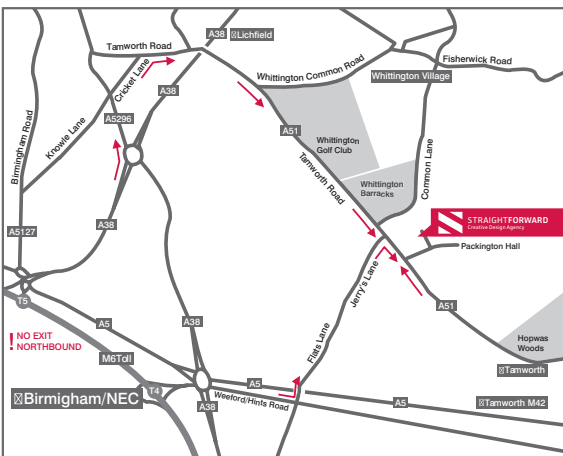 A38
Lichfield
Tamworth Road
Fisherwick Road
Whittington Common Road
Whittington Village
Cricket Lane
A38
A5296
Knowle Lane
Birmingham Road
A51
Whittington
Golf Club
Tamworth Road
Whittington
Barracks
Common Lane
A38
STRAIGHTFORWARD
Creative Design Agency
A5127
Packington Hall
Jerry's Lane
T5
A51
A5
A38
! NO EXIT
NORTHBOUND
Flats Lane
Hopwas
Woods
M6Toll
Tamworth
T4
A5
Birmigham/NEC
Weeford/Hints Road
A38
A5
Tamworth M42